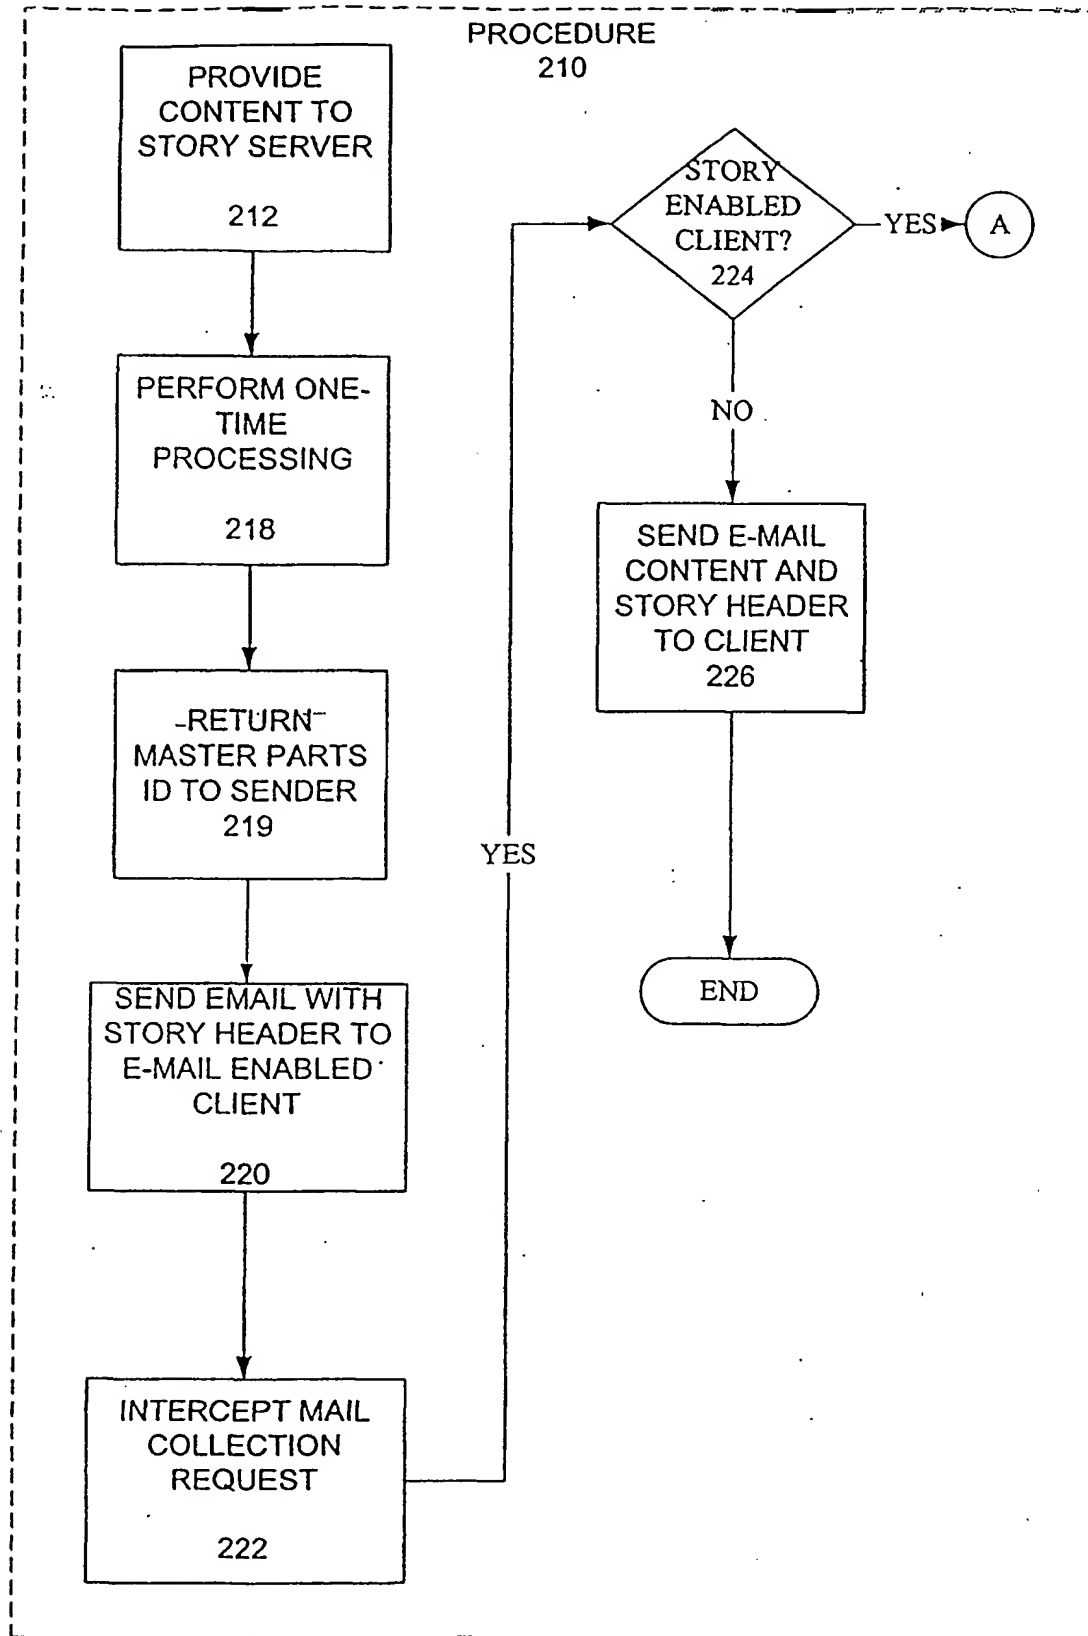 PROCEDURE
210
PROVIDE
CONTENT TO
STORY SERVER
212
PERFORM ONE-
TIME
PROCESSING
218
RETURN
MASTER PARTS
ID TO SENDER
219
SEND EMAIL WITH
STORY HEADER TO
E-MAIL ENABLED
CLIENT
220
INTERCEPT MAIL
COLLECTION
REQUEST
222
YES
STORY
ENABLED
CLIENT?
224
YES
A
NO
SEND E-MAIL
CONTENT AND
STORY HEADER
TO CLIENT
226
END